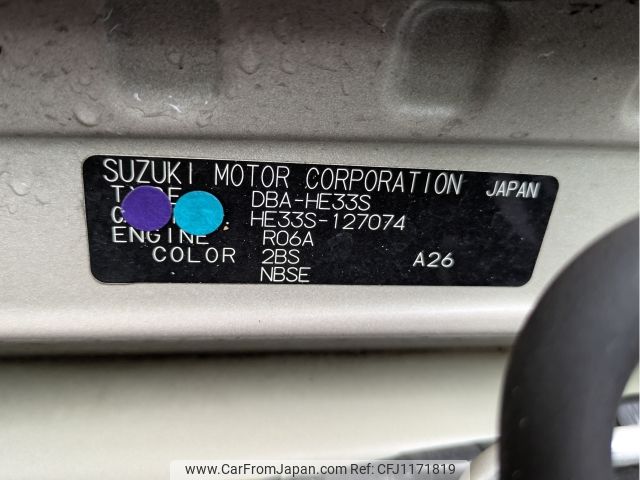 SUZUKI MOTOR CORPORATION JAPAN
DBA-HE33S
HE33S-127074
ENGINE R06A
COLOR 2BS A26
NBSE
www.CarFromJapan.com Ref:CFJ1171819